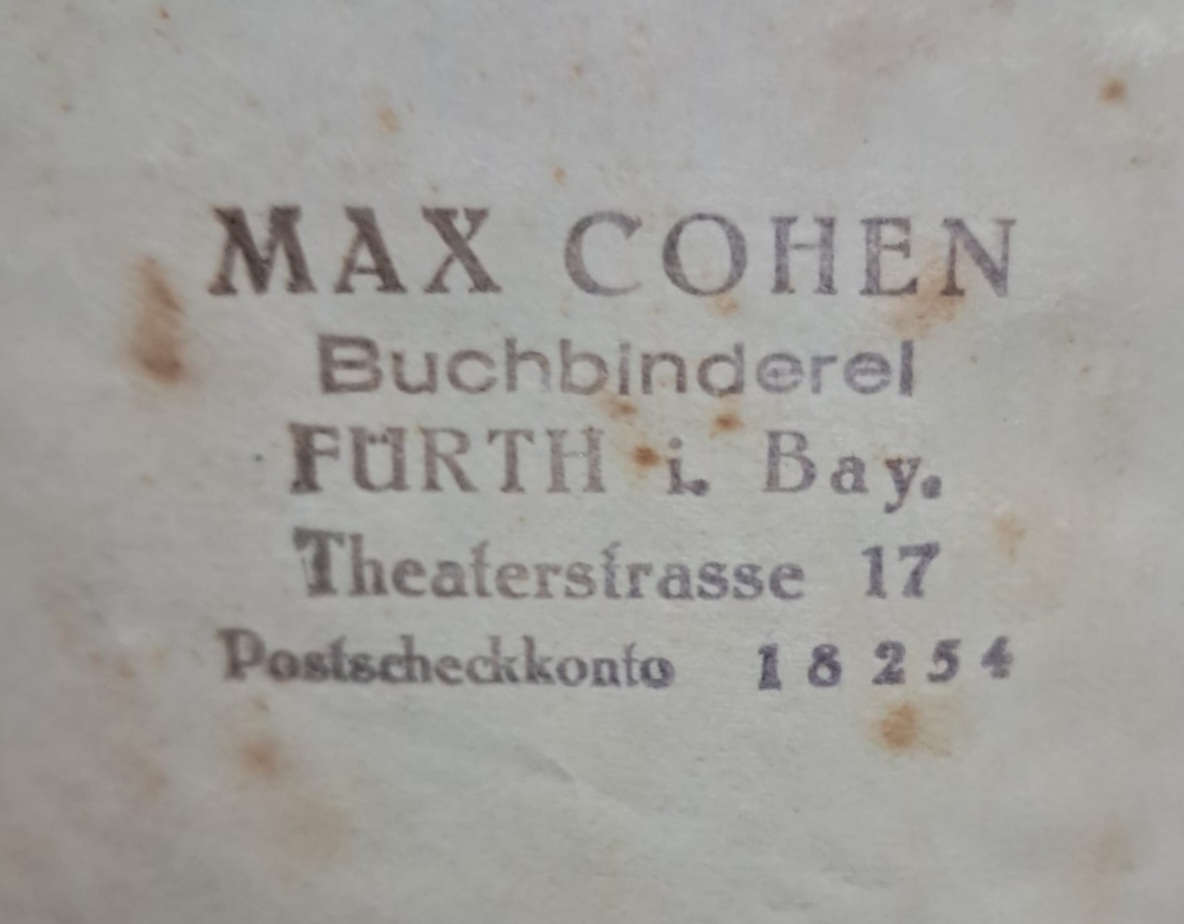 MAX COHEN
Buchbinderei
FÜRTH i. Bay.
Theaterstrasse 17
Postscheckkonto 18254